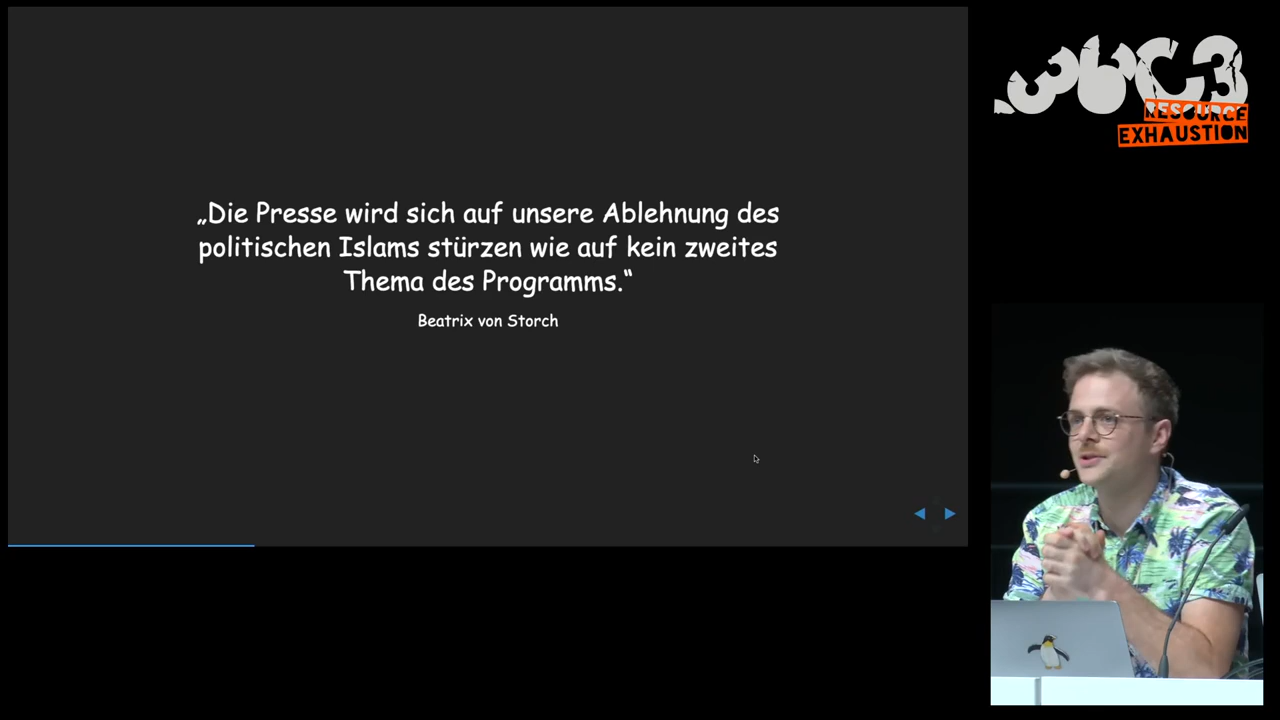 „Die Presse wird sich auf unsere Ablehnung des
politischen Islams stürzen wie auf kein zweites
Thema des Programms.“
Beatrix von Storch
36C3
RESOURCE
EXHAUSTION